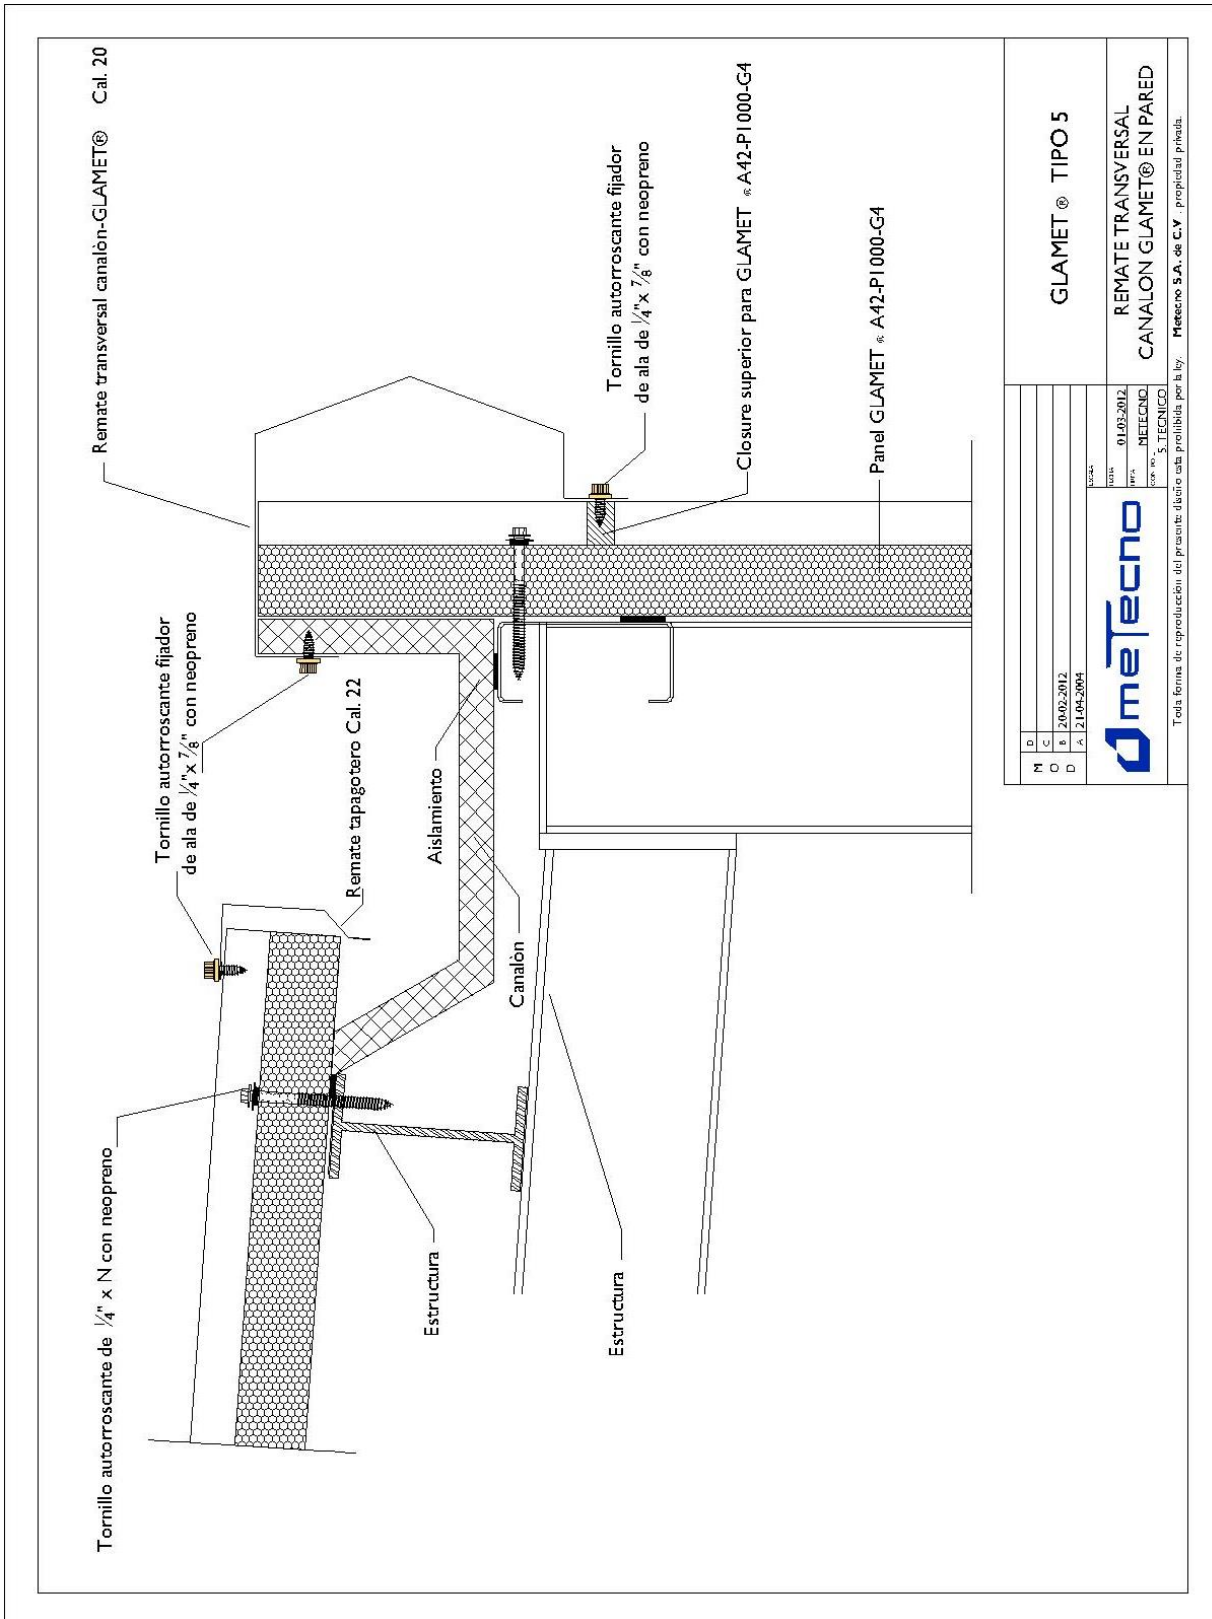 Remate transversal canalòn-GLAMET® Cal. 20
Tornillo autorroscante fijador
de ala de 1/4"x 7/8" con neopreno
Tornillo autorroscante de 1/4" x N con neopreno
Remate tapagotero Cal. 22
Aislamiento
Canalòn
Estructura
Estructura
Tornillo autorroscante fijador
de ala de 1/4"x 7/8" con neopreno
Closure superior para GLAMET ® A42-P1000-G4
Panel GLAMET ® A42-P1000-G4
GLAMET ® TIPO 5
REMATE TRANSVERSAL
CANALON GLAMET® EN PARED
M
O
D
D
C
B 20-02-2012
A 21-04-2004
ESCALA
FECHA 01-03-2012
METECNO
S. TECNICO
meTecno
Toda forma de reproducciòn del presente diseño esta prohibida por la ley. Metecno S.A. de C.V. propiedad privada.